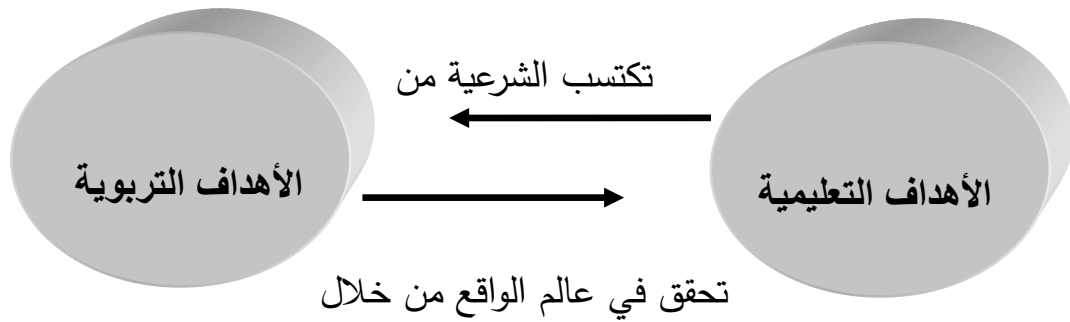 تكتسب الشرعية من
الأهداف التعليمية
الأهداف التربوية
تحقق في عالم الواقع من خلال